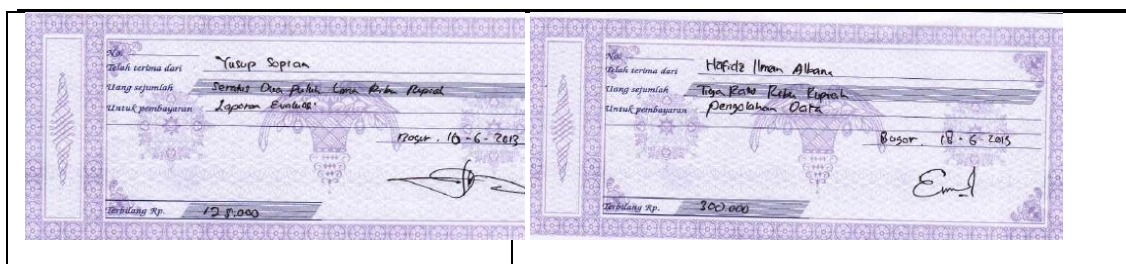 No.
Telah terima dari Yusup Sopian
Uang sejumlah Seratus Dua Puluh Lima Ribu Rupiah
Untuk pembayaran Laporan Evaluasi
Bogor, 10-6-2013
Terbilang Rp. 125.000
No.
Telah terima dari Hafidz Ilman Albana
Uang sejumlah Tiga Ratus Ribu Rupiah
Untuk pembayaran Pengolahan Data
Bogor, 18-6-2013
Terbilang Rp. 300.000